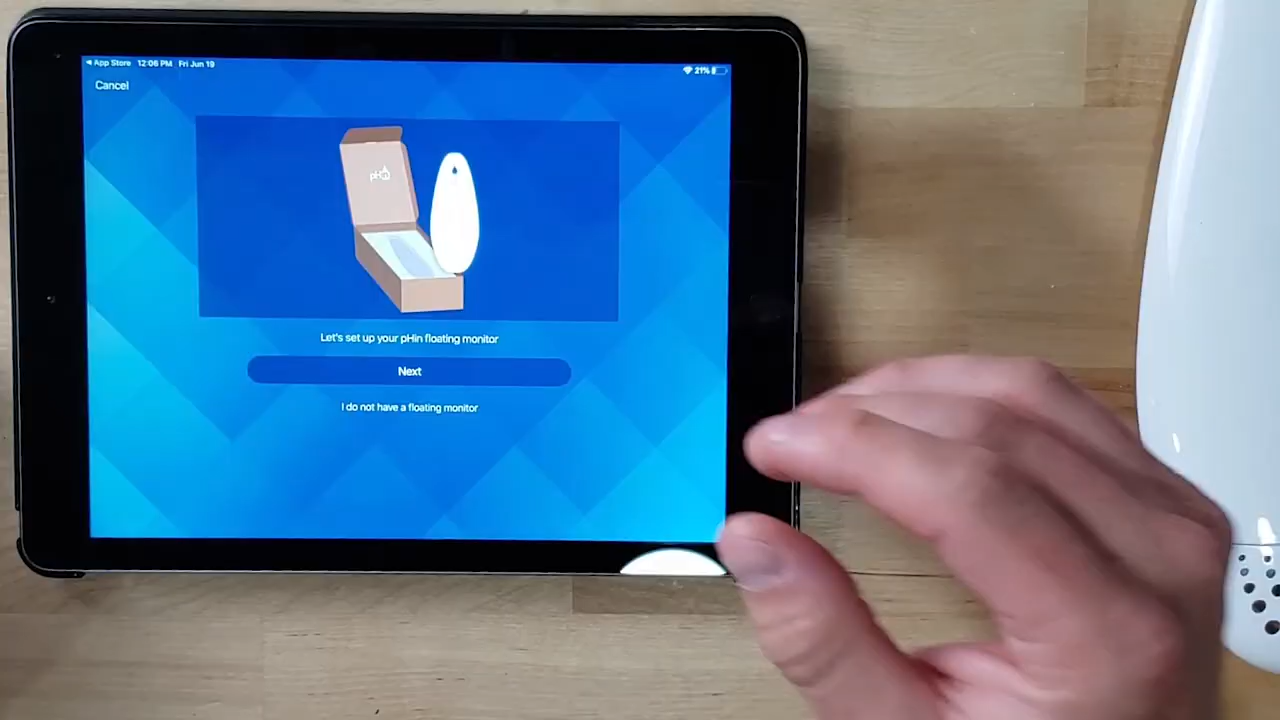 ◀ App Store 12:06 PM Fri Jun 19 21%
Cancel
pHin
Let's set up your pHin floating monitor
Next
I do not have a floating monitor